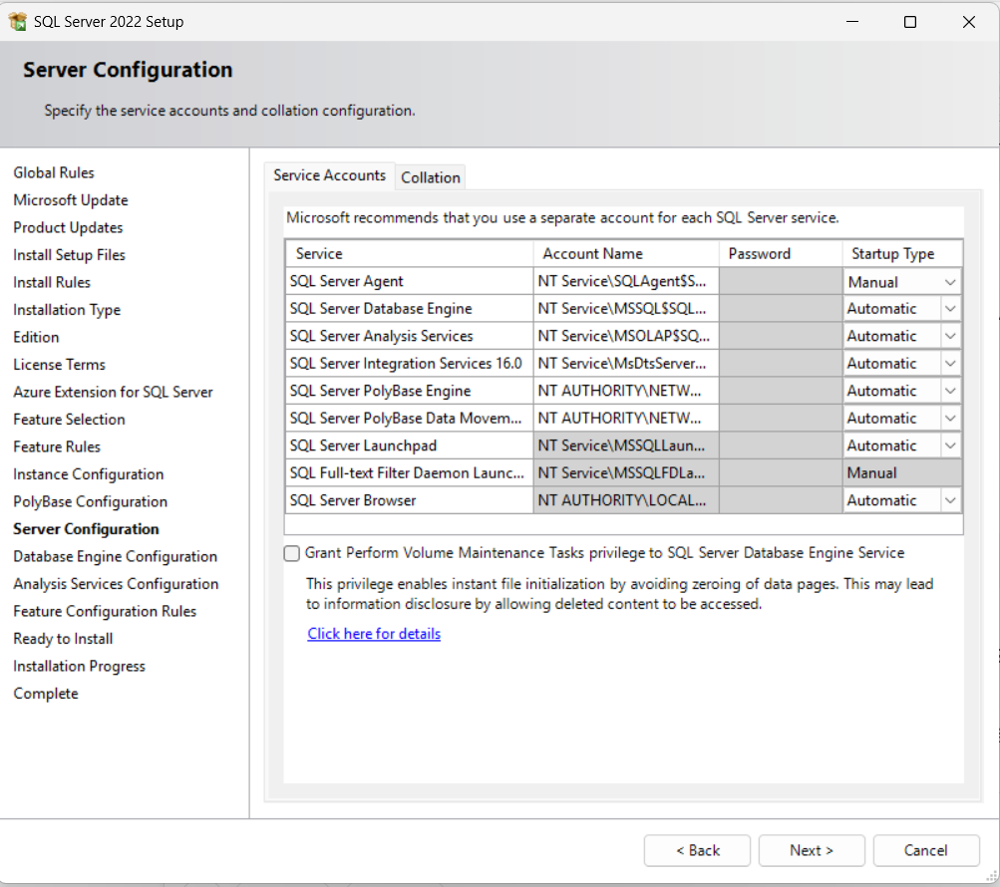 SQL Server 2022 Setup
Server Configuration
Specify the service accounts and collation configuration.
Global Rules
Microsoft Update
Product Updates
Install Setup Files
Install Rules
Installation Type
Edition
License Terms
Azure Extension for SQL Server
Feature Selection
Feature Rules
Instance Configuration
PolyBase Configuration
Server Configuration
Database Engine Configuration
Analysis Services Configuration
Feature Configuration Rules
Ready to Install
Installation Progress
Complete
Service Accounts Collation
Microsoft recommends that you use a separate account for each SQL Server service.
Service Account Name Password Startup Type
SQL Server Agent NT Service\SQLAgent$S... Manual
SQL Server Database Engine NT Service\MSSQL$SQL... Automatic
SQL Server Analysis Services NT Service\MSOLAP$SQ... Automatic
SQL Server Integration Services 16.0 NT Service\MsDtsServer... Automatic
SQL Server PolyBase Engine NT AUTHORITY\NETW... Automatic
SQL Server PolyBase Data Movem... NT AUTHORITY\NETW... Automatic
SQL Server Launchpad NT Service\MSSQLLaun... Automatic
SQL Full-text Filter Daemon Launc... NT Service\MSSQLFDLa... Manual
SQL Server Browser NT AUTHORITY\LOCAL... Automatic
Grant Perform Volume Maintenance Tasks privilege to SQL Server Database Engine Service
This privilege enables instant file initialization by avoiding zeroing of data pages. This may lead
to information disclosure by allowing deleted content to be accessed.
Click here for details
< Back Next > Cancel